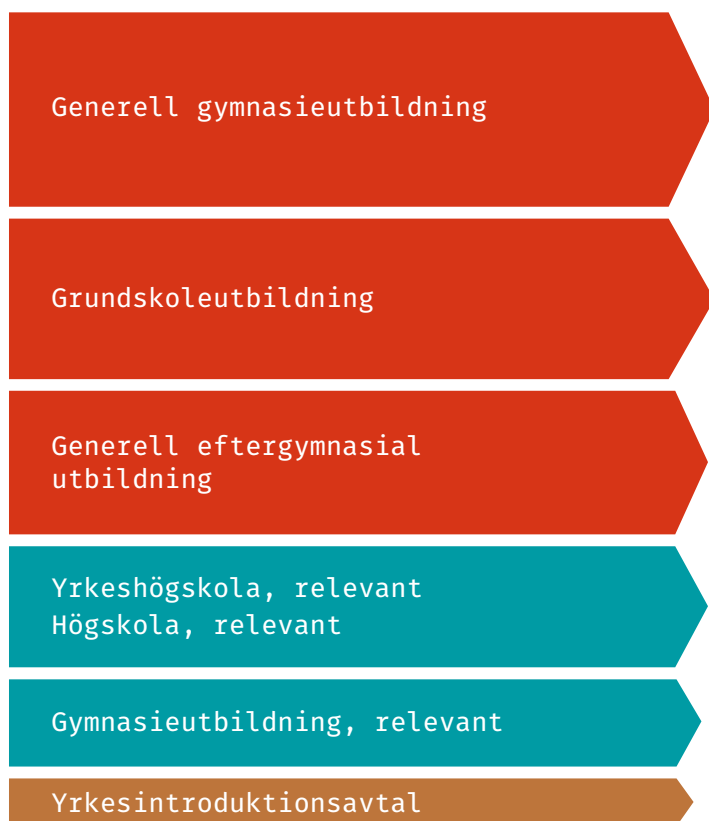 Generell gymnasieutbildning
Grundskoleutbildning
Generell eftergymnasial
utbildning
Yrkeshögskola, relevant
Högskola, relevant
Gymnasieutbildning, relevant
Yrkesintroduktionsavtal